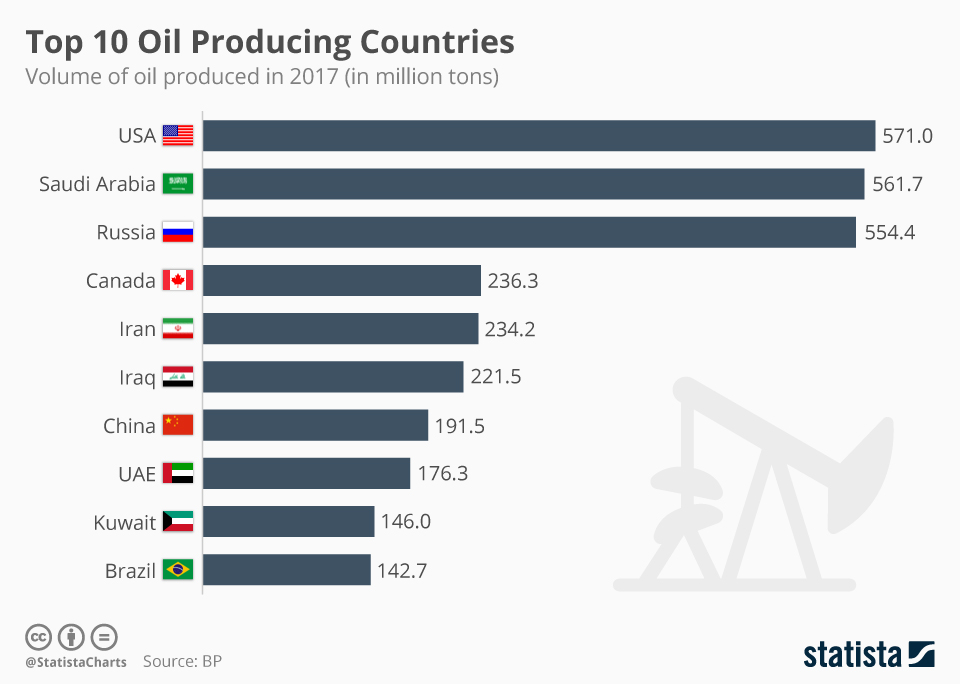 Top 10 Oil Producing Countries
Volume of oil produced in 2017 (in million tons)
USA 571.0
Saudi Arabia 561.7
Russia 554.4
Canada 236.3
Iran 234.2
Iraq 221.5
China 191.5
UAE 176.3
Kuwait 146.0
Brazil 142.7
cc
@StatistaCharts Source: BP
statista